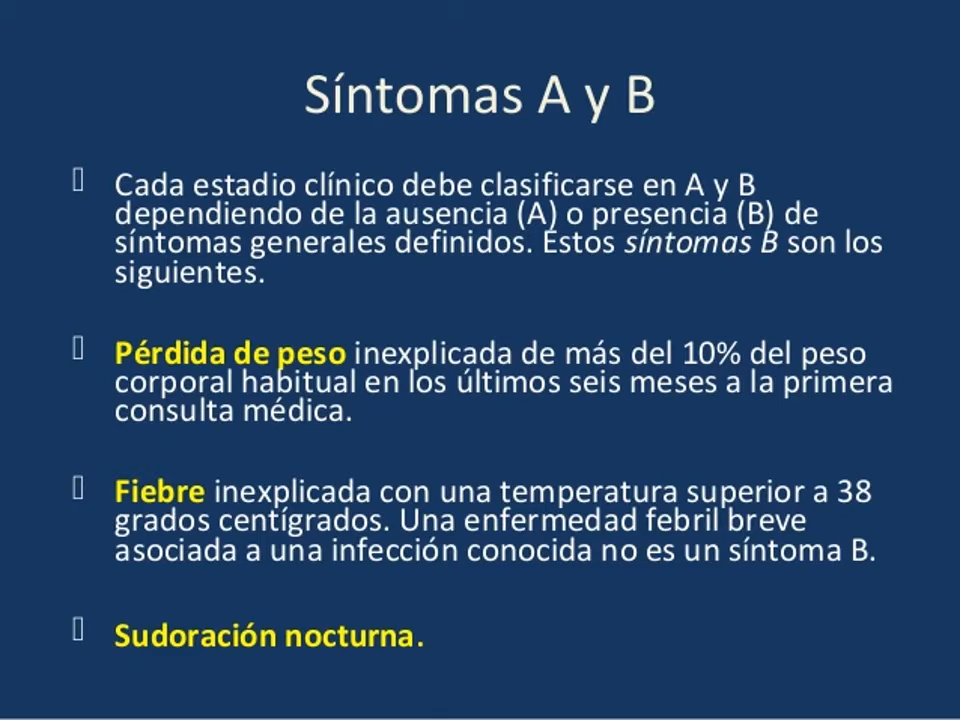 Síntomas A y B
Cada estadio clínico debe clasificarse en A y B
dependiendo de la ausencia (A) o presencia (B) de
síntomas generales definidos. Estos síntomas B son los
siguientes.
Pérdida de peso inexplicada de más del 10% del peso
corporal habitual en los últimos seis meses a la primera
consulta médica.
Fiebre inexplicada con una temperatura superior a 38
grados centígrados. Una enfermedad febril breve
asociada a una infección conocida no es un síntoma B.
Sudoración nocturna.